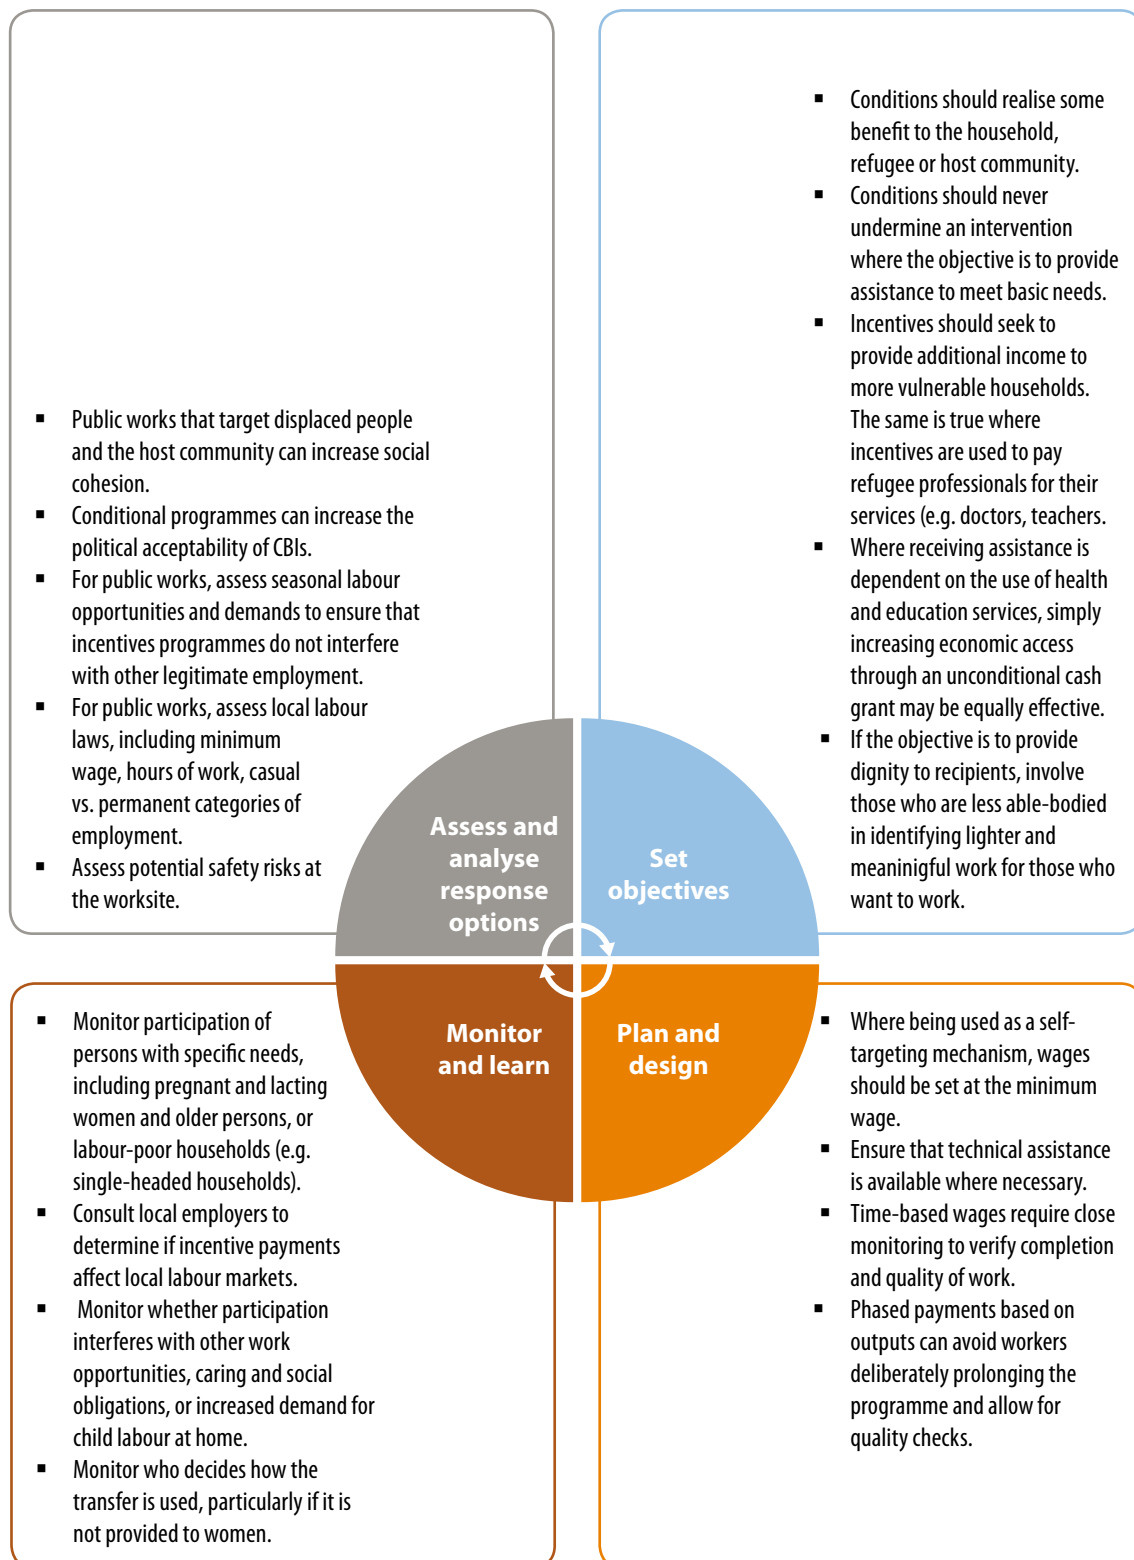 ▪ Public works that target displaced people
and the host community can increase social
cohesion.
▪ Conditional programmes can increase the
political acceptability of CBIs.
▪ For public works, assess seasonal labour
opportunities and demands to ensure that
incentives programmes do not interfere
with other legitimate employment.
▪ For public works, assess local labour
laws, including minimum
wage, hours of work, casual
vs. permanent categories of
employment.
▪ Assess potential safety risks at
the worksite.
Assess and
analyse
response
options
▪ Conditions should realise some
benefit to the household,
refugee or host community.
▪ Conditions should never
undermine an intervention
where the objective is to provide
assistance to meet basic needs.
▪ Incentives should seek to
provide additional income to
more vulnerable households.
The same is true where
incentives are used to pay
refugee professionals for their
services (e.g. doctors, teachers.
▪ Where receiving assistance is
dependent on the use of health
and education services, simply
increasing economic access
through an unconditional cash
grant may be equally effective.
▪ If the objective is to provide
dignity to recipients, involve
those who are less able-bodied
in identifying lighter and
meaninigful work for those who
want to work.
Set
objectives
▪ Monitor participation of
persons with specific needs,
including pregnant and lacting
women and older persons, or
labour-poor households (e.g.
single-headed households).
▪ Consult local employers to
determine if incentive payments
affect local labour markets.
▪ Monitor whether participation
interferes with other work
opportunities, caring and social
obligations, or increased demand for
child labour at home.
▪ Monitor who decides how the
transfer is used, particularly if it is
not provided to women.
Monitor
and learn
Plan and
design
▪ Where being used as a self-
targeting mechanism, wages
should be set at the minimum
wage.
▪ Ensure that technical assistance
is available where necessary.
▪ Time-based wages require close
monitoring to verify completion
and quality of work.
▪ Phased payments based on
outputs can avoid workers
deliberately prolonging the
programme and allow for
quality checks.